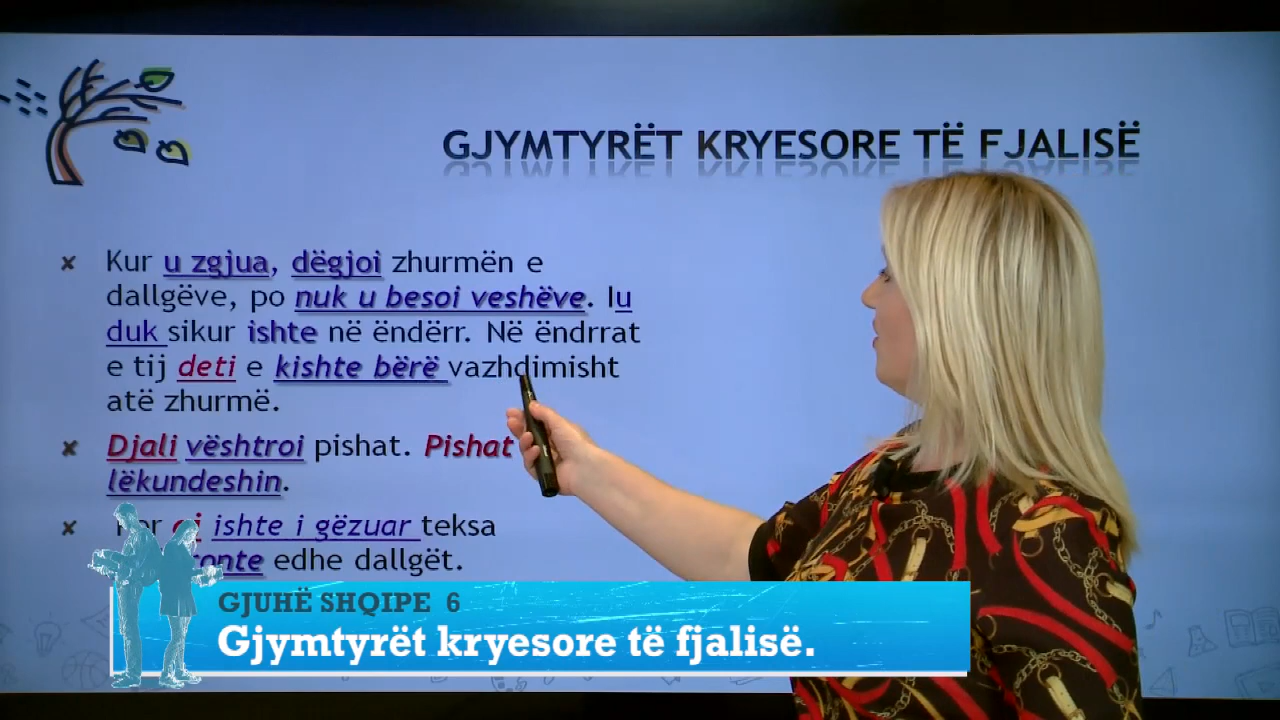 GJYMTYRËT KRYESORE TË FJALISË
Kur u zgjua, dëgjoi zhurmën e
dallgëve, po nuk u besoi veshëve. Iu
duk sikur ishte në ëndërr. Në ëndrrat
e tij deti e kishte bërë vazhdimisht
atë zhurmë.
Djali vështroi pishat. Pishat
lëkundeshin.
ishte i gëzuar teksa
edhe dallgët.
GJUHË SHQIPE 6
Gjymtyrët kryesore të fjalisë.